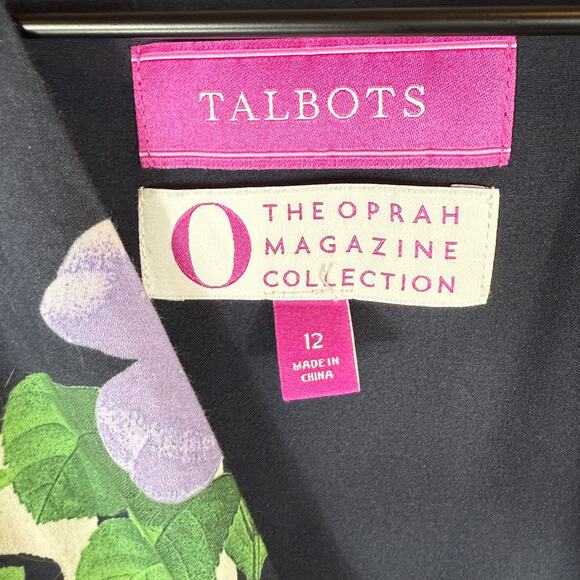 TALBOTS
O
THE OPRAH
MAGAZINE
COLLECTION
12
MADE IN
CHINA